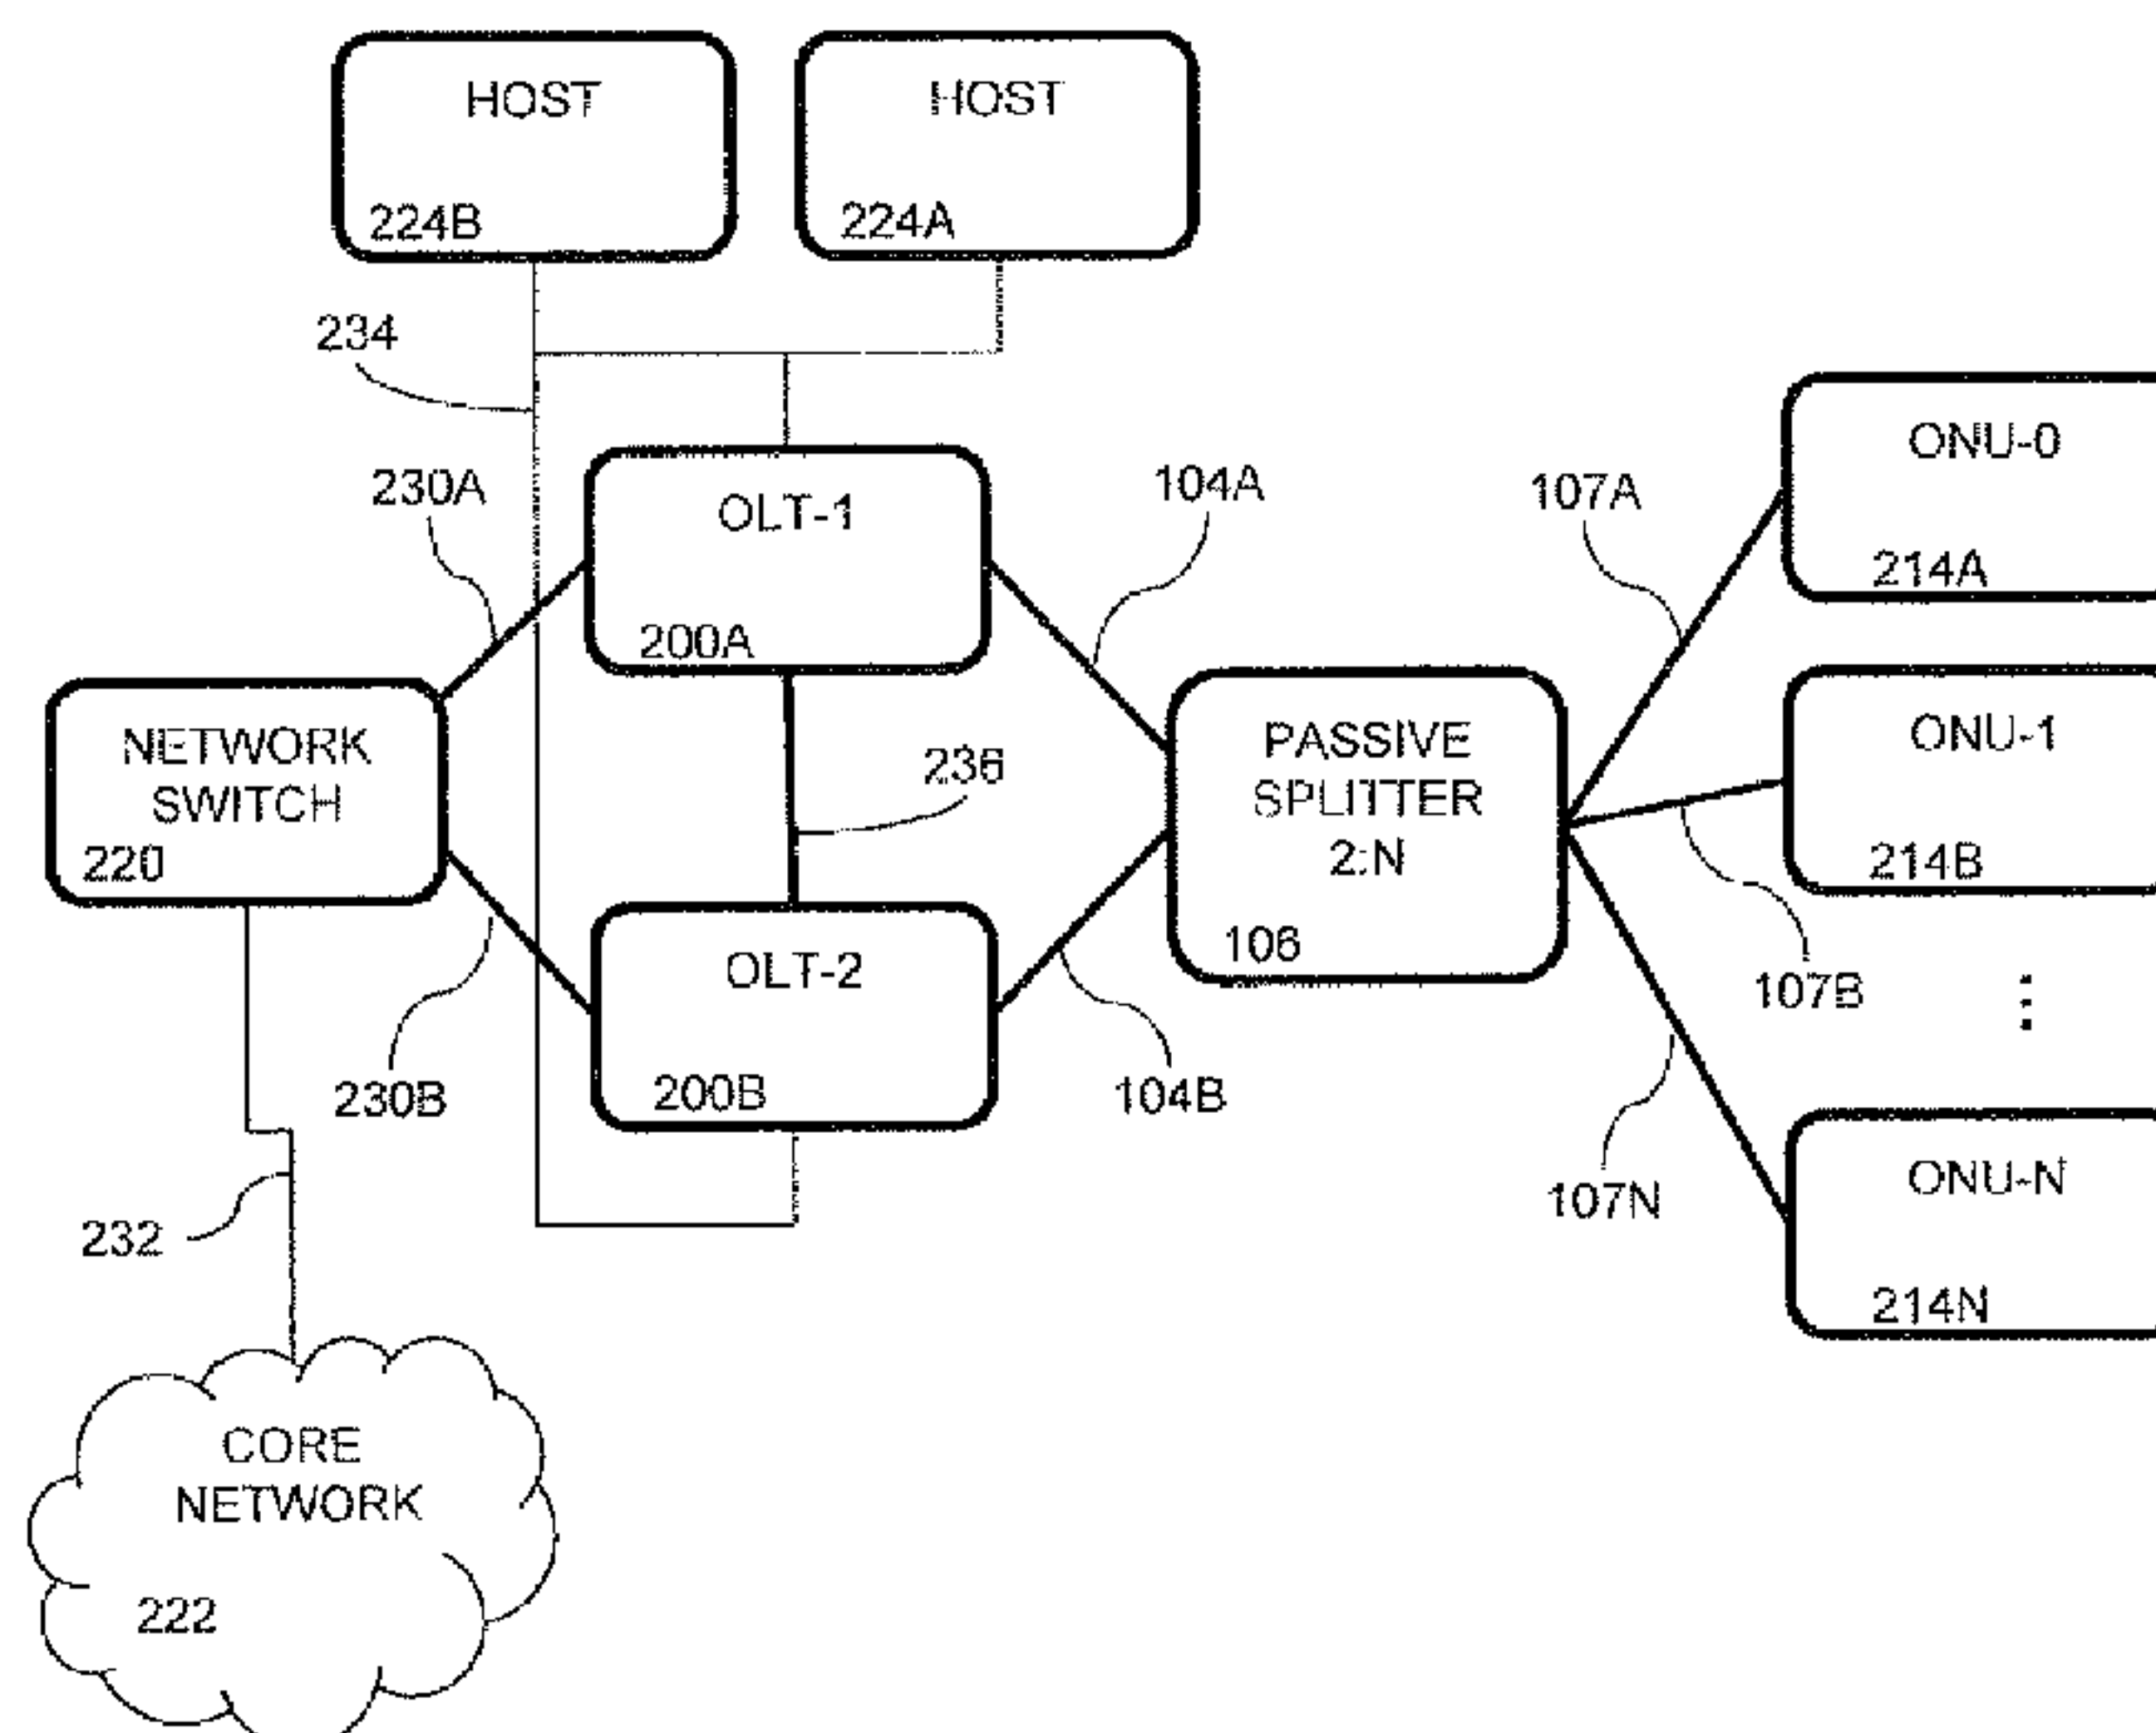 HOST
224B
HOST
224A
234
230A
OLT-1
200A
104A
107A
ONU-0
214A
NETWORK
SWITCH
220
236
PASSIVE
SPLITTER
2:N
106
ONU-1
214B
107B
230B
OLT-2
200B
104B
107N
ONU-N
214N
232
CORE
NETWORK
222